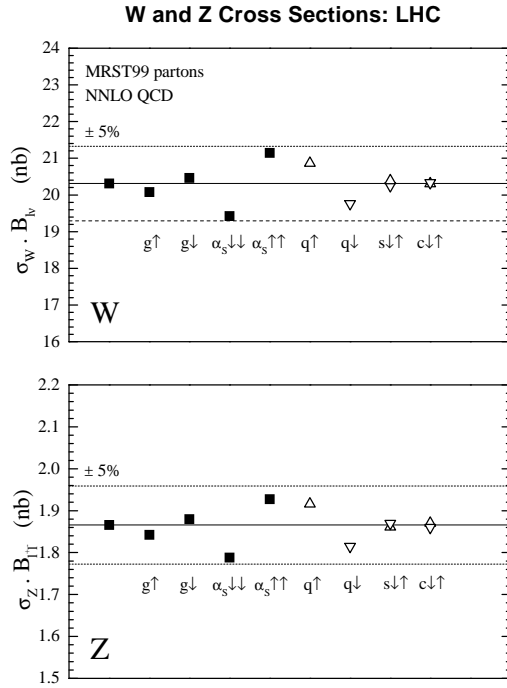 W and Z Cross Sections: LHC
24
23
22
21
20
19
18
17
16
σW . Blν (nb)
MRST99 partons
NNLO QCD
± 5%
g↑ g↓ αs↓↓ αs↑↑ q↑ q↓ s↓↑ c↓↑
W
2.2
2.1
2.0
1.9
1.8
1.7
1.6
1.5
σZ . Bl⁺l⁻ (nb)
± 5%
g↑ g↓ αs↓↓ αs↑↑ q↑ q↓ s↓↑ c↓↑
Z